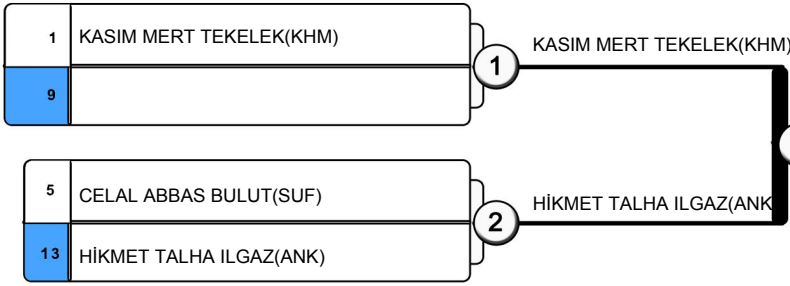 1 KASIM MERT TEKELEK(KHM)
9
1
KASIM MERT TEKELEK(KHM)
5 CELAL ABBAS BULUT(SUF)
13 HİKMET TALHA ILGAZ(ANK)
2
HİKMET TALHA ILGAZ(ANK